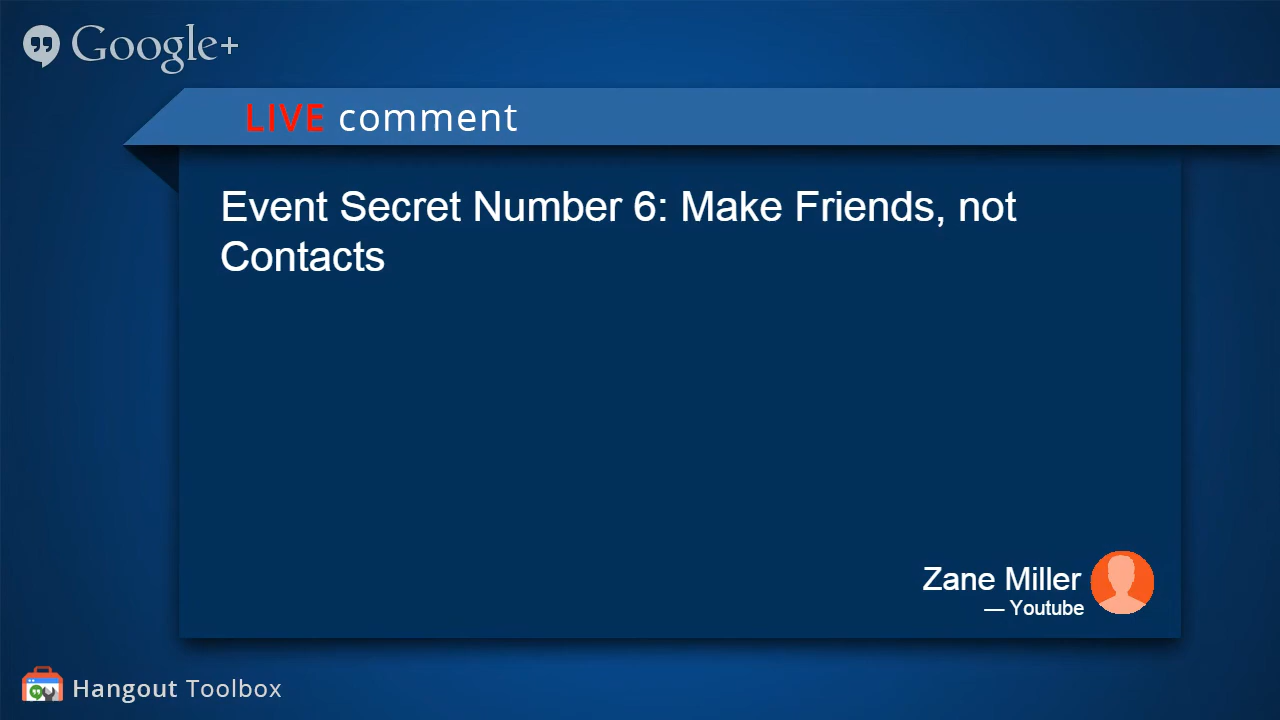 Google+
LIVE comment
Event Secret Number 6: Make Friends, not
Contacts
Zane Miller
— Youtube
Hangout Toolbox